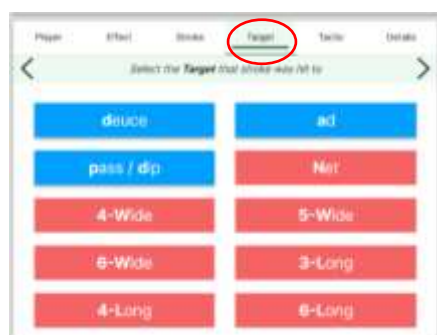 Player Effect Stroke Target Tactic Details
Select the Target that stroke was hit to
deuce ad
pass / dip Net
4-Wide 5-Wide
6-Wide 3-Long
4-Long 6-Long